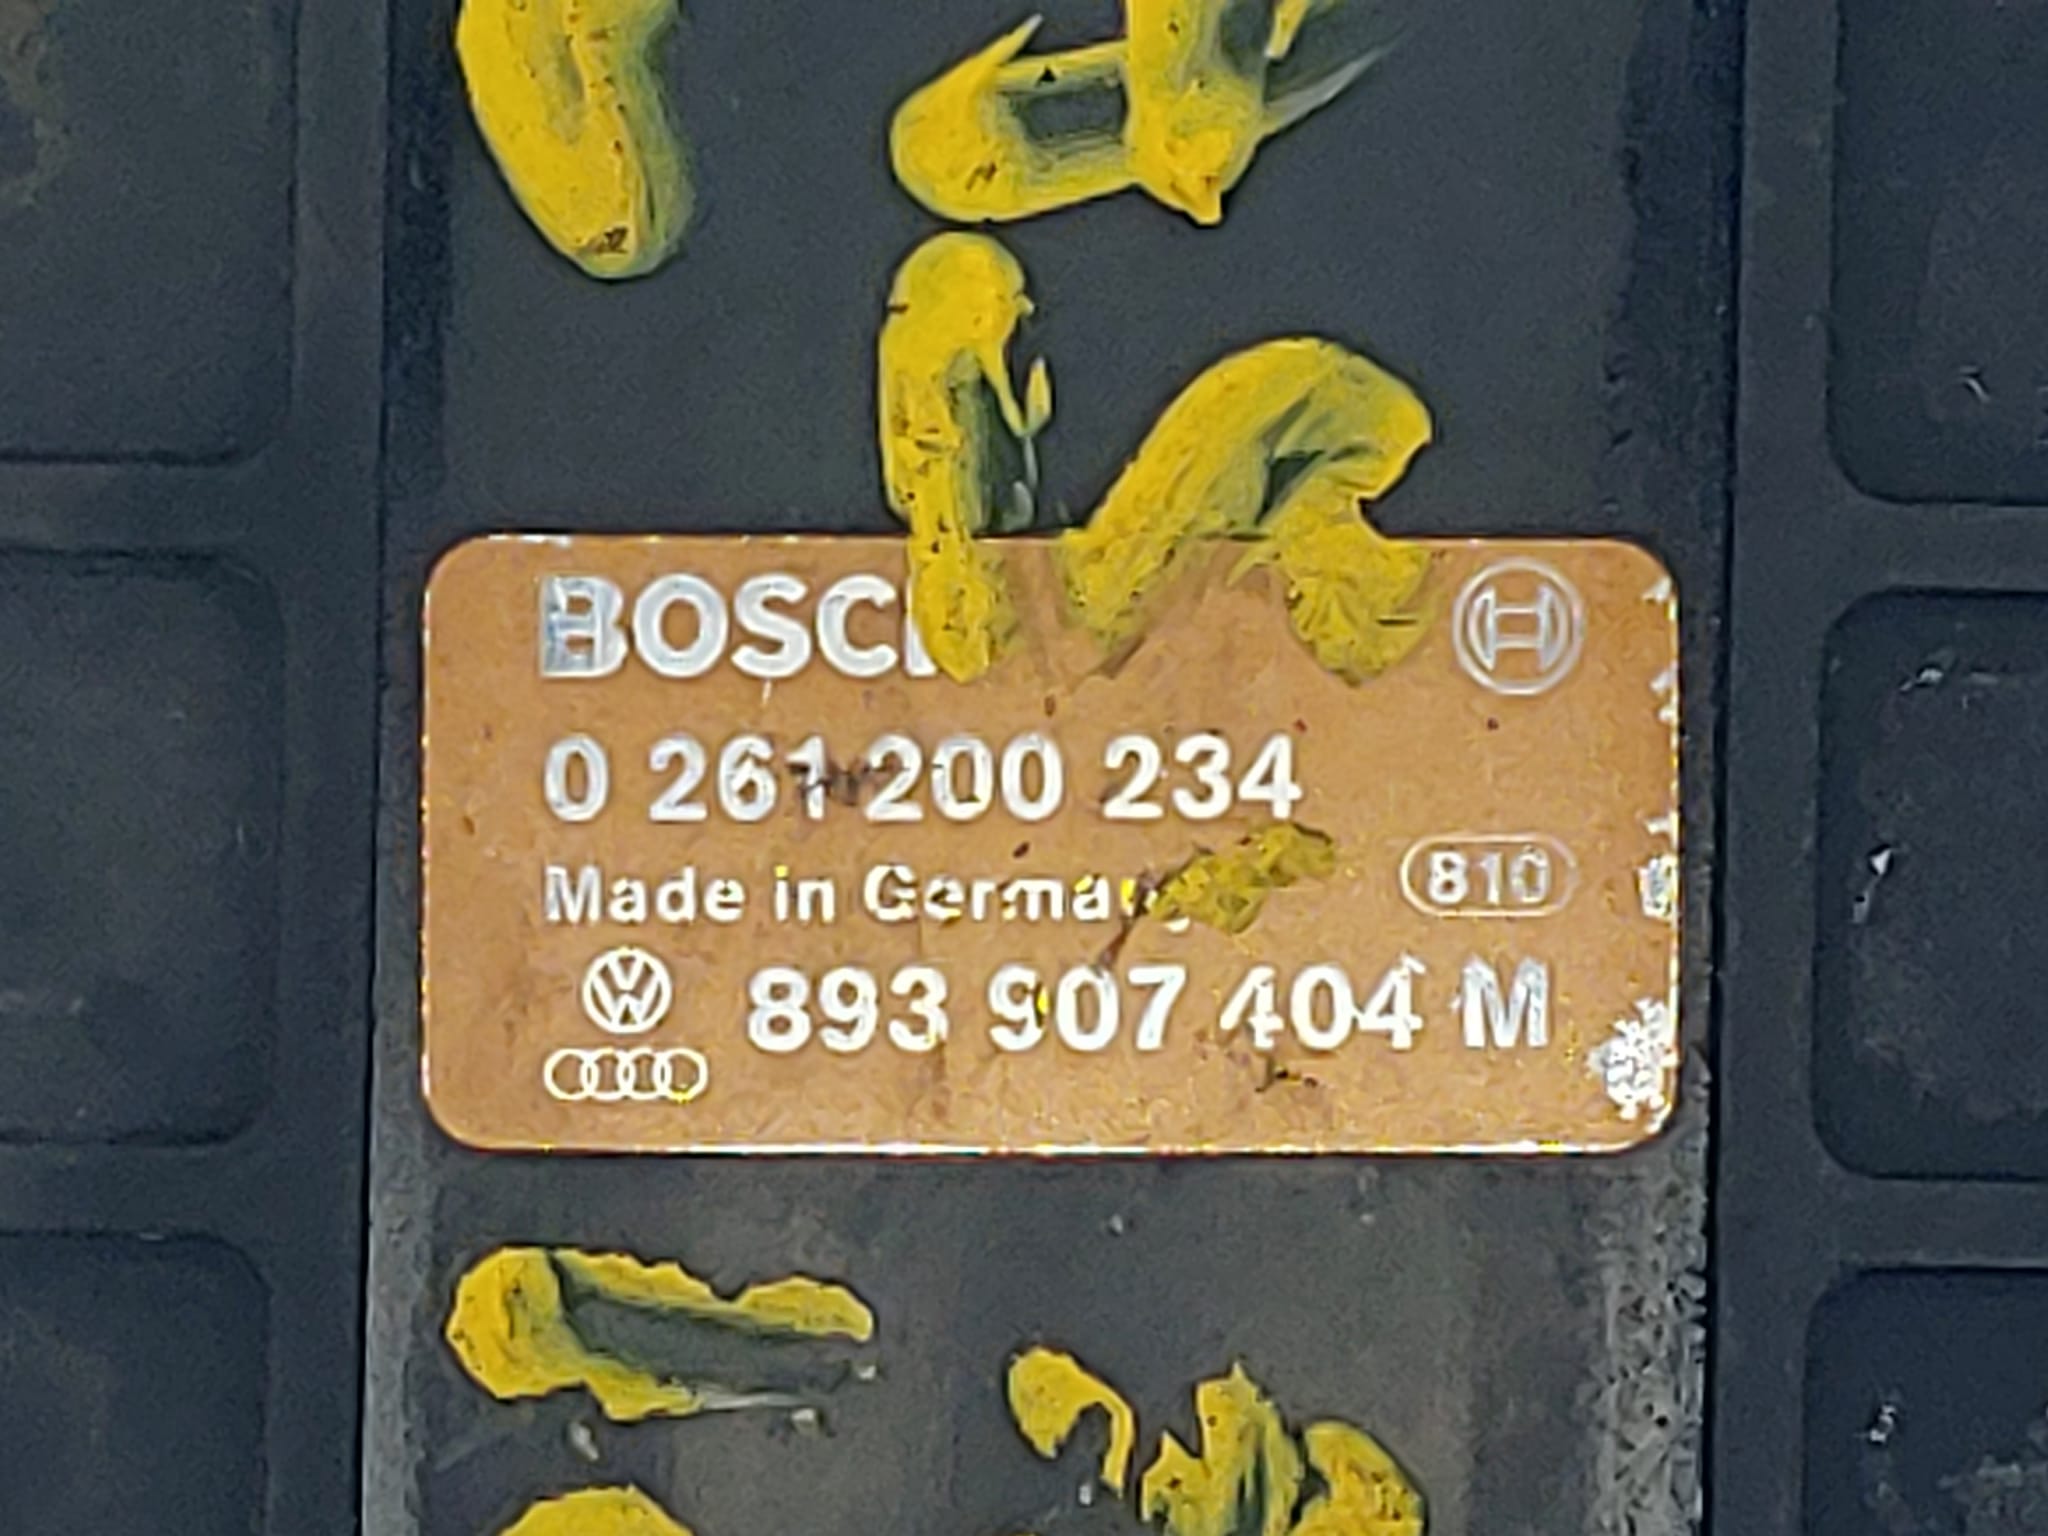 BOSCH
0 261 200 234
Made in Germany
810
893 907 404 M